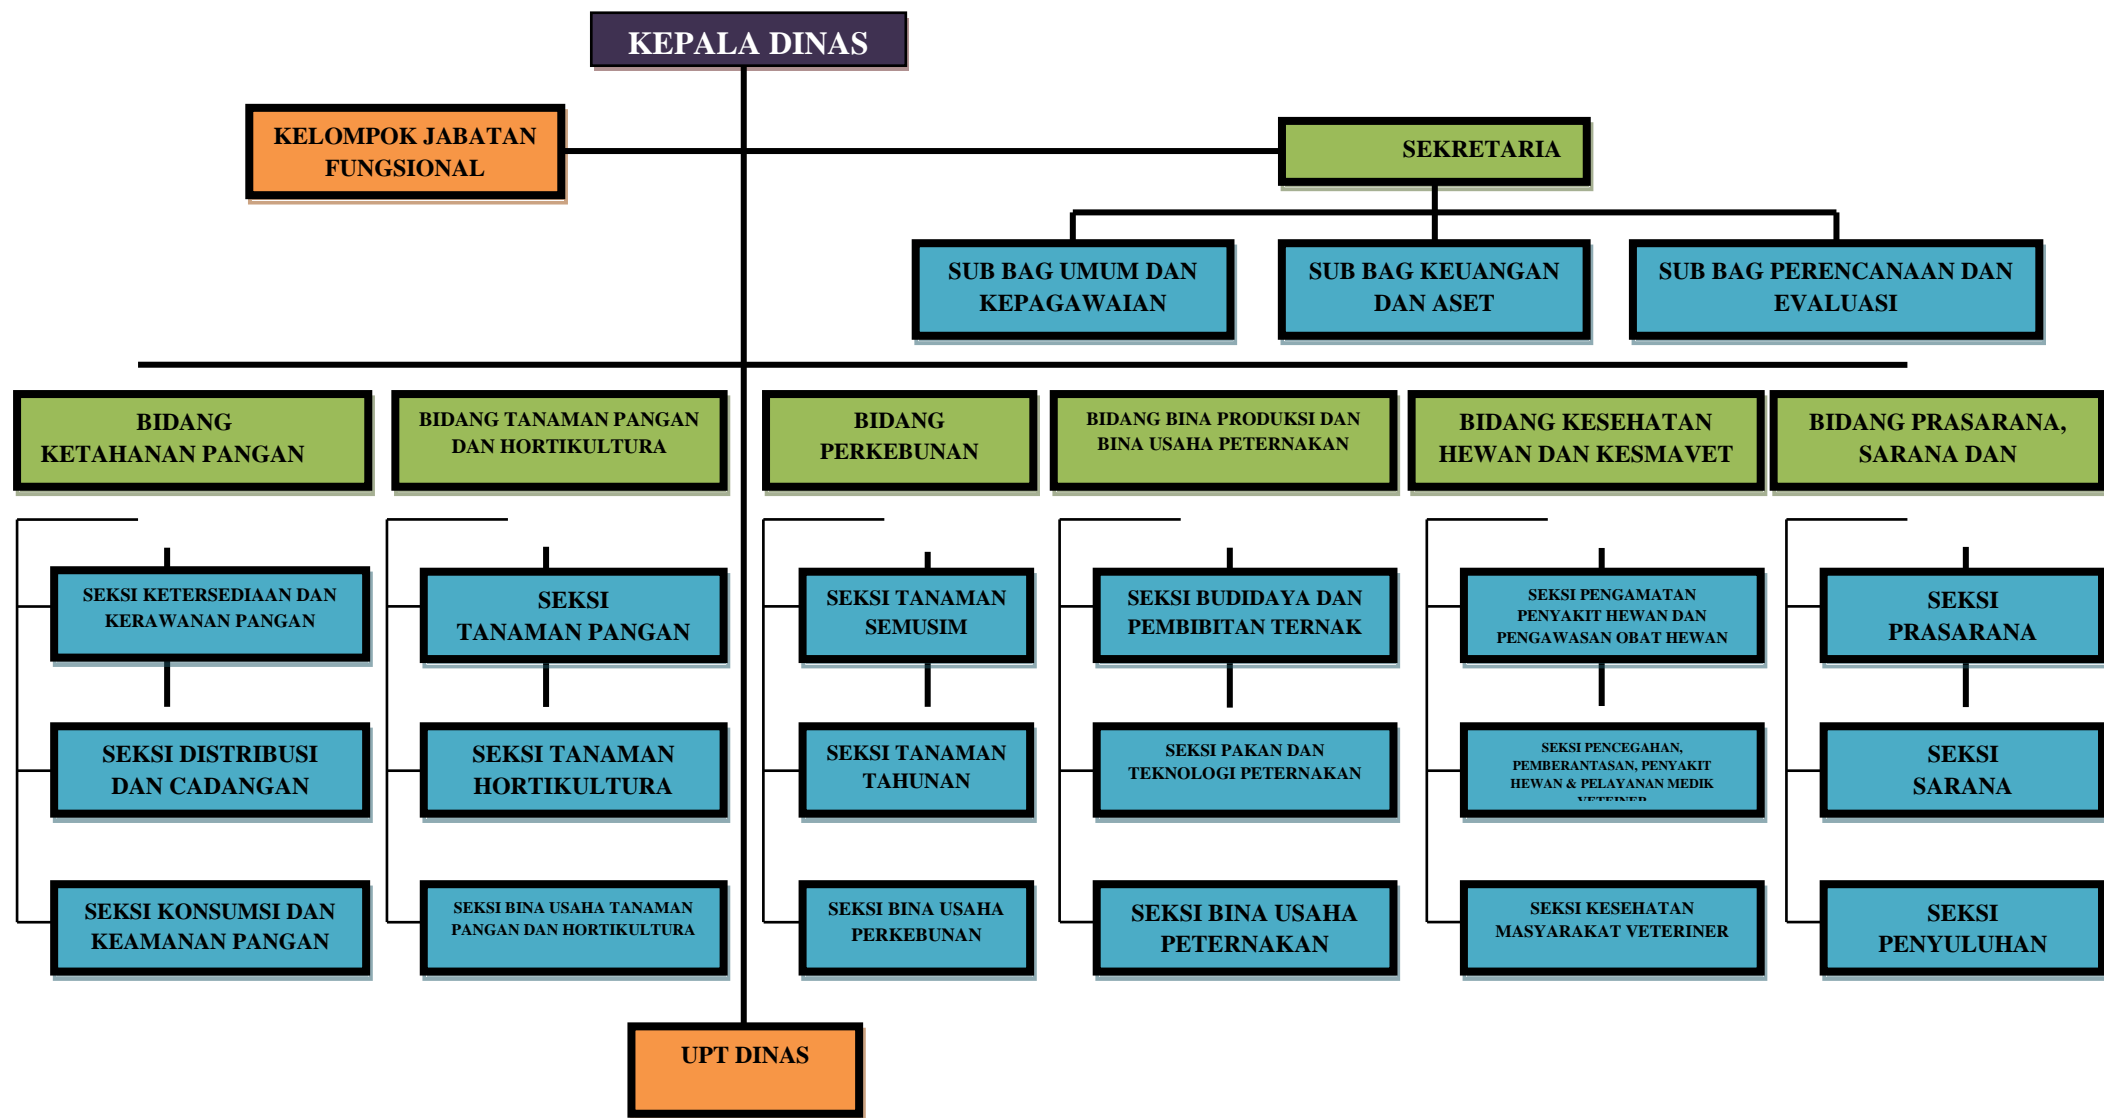 KEPALA DINAS
KELOMPOK JABATAN
FUNGSIONAL
SEKRETARIA
SUB BAG UMUM DAN
KEPAGAWAIAN
SUB BAG KEUANGAN
DAN ASET
SUB BAG PERENCANAAN DAN
EVALUASI
BIDANG
KETAHANAN PANGAN
BIDANG TANAMAN PANGAN
DAN HORTIKULTURA
BIDANG
PERKEBUNAN
BIDANG BINA PRODUKSI DAN
BINA USAHA PETERNAKAN
BIDANG KESEHATAN
HEWAN DAN KESMAVET
BIDANG PRASARANA,
SARANA DAN
SEKSI KETERSEDIAAN DAN
KERAWANAN PANGAN
SEKSI
TANAMAN PANGAN
SEKSI TANAMAN
SEMUSIM
SEKSI BUDIDAYA DAN
PEMBIBITAN TERNAK
SEKSI PENGAMATAN
PENYAKIT HEWAN DAN
PENGAWASAN OBAT HEWAN
SEKSI
PRASARANA
SEKSI DISTRIBUSI
DAN CADANGAN
SEKSI TANAMAN
HORTIKULTURA
SEKSI TANAMAN
TAHUNAN
SEKSI PAKAN DAN
TEKNOLOGI PETERNAKAN
SEKSI PENCEGAHAN,
PEMBERANTASAN, PENYAKIT
HEWAN & PELAYANAN MEDIK
VETEINER
SEKSI
SARANA
SEKSI KONSUMSI DAN
KEAMANAN PANGAN
SEKSI BINA USAHA TANAMAN
PANGAN DAN HORTIKULTURA
SEKSI BINA USAHA
PERKEBUNAN
SEKSI BINA USAHA
PETERNAKAN
SEKSI KESEHATAN
MASYARAKAT VETERINER
SEKSI
PENYULUHAN
UPT DINAS